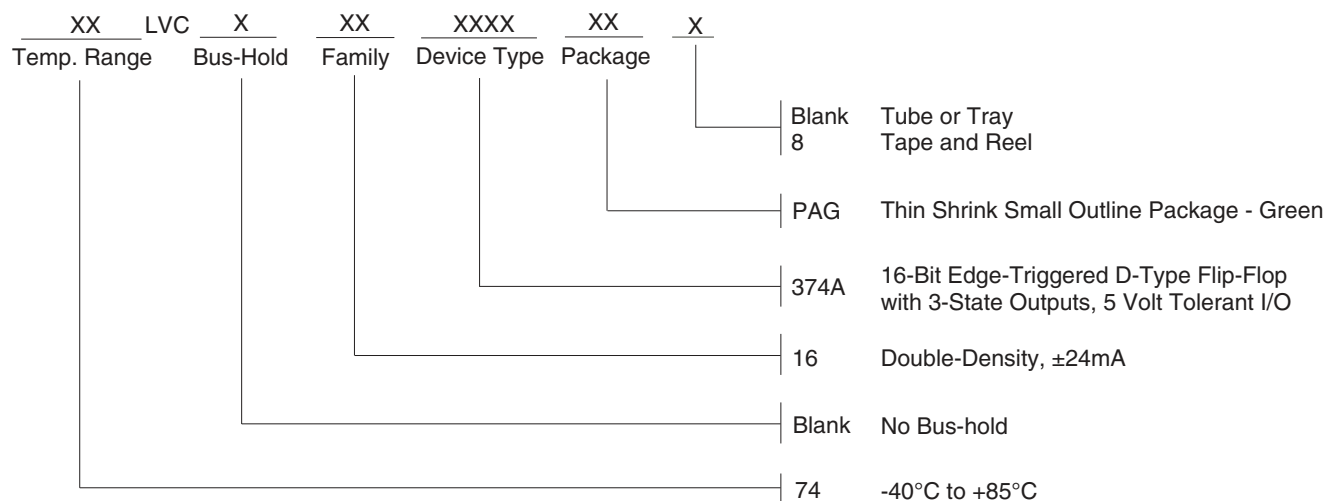 XX LVC X XX XXXX XX X
Temp. Range Bus-Hold Family Device Type Package
Blank Tube or Tray
8 Tape and Reel
PAG Thin Shrink Small Outline Package - Green
374A 16-Bit Edge-Triggered D-Type Flip-Flop
with 3-State Outputs, 5 Volt Tolerant I/O
16 Double-Density, ±24mA
Blank No Bus-hold
74 -40°C to +85°C